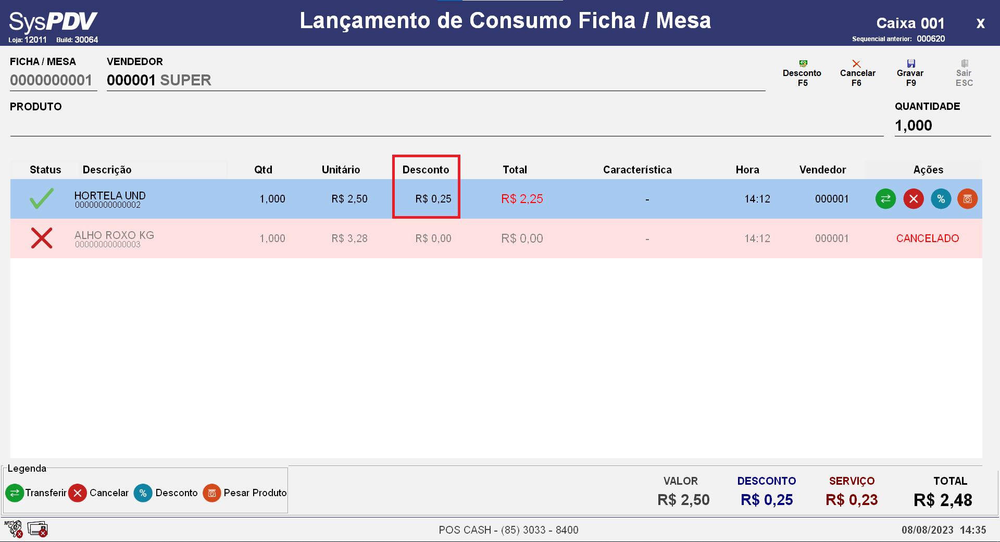 SysPDV
Loja: 12011 Build: 30064
Lançamento de Consumo Ficha / Mesa
Caixa 001
X
Sequencial anterior: 000620
FICHA / MESA
0000000001
VENDEDOR
000001 SUPER
Desconto
F5
Cancelar
F6
Gravar
F9
Sair
ESC
PRODUTO
QUANTIDADE
1,000
Status Descrição Qtd Unitário Desconto Total Característica Hora Vendedor Ações
HORTELA UND 1,000 R$ 2,50 R$ 0,25 R$ 2,25 - 14:12 000001 %
00000000000002
ALHO ROXO KG 1,000 R$ 3,28 R$ 0,00 R$ 0,00 - 14:12 000001 CANCELADO
00000000000003
Legenda
Transferir Cancelar % Desconto Pesar Produto
VALOR DESCONTO SERVIÇO TOTAL
R$ 2,50 R$ 0,25 R$ 0,23 R$ 2,48
NFC e
POS CASH - (85) 3033 - 8400
08/08/2023 14:35